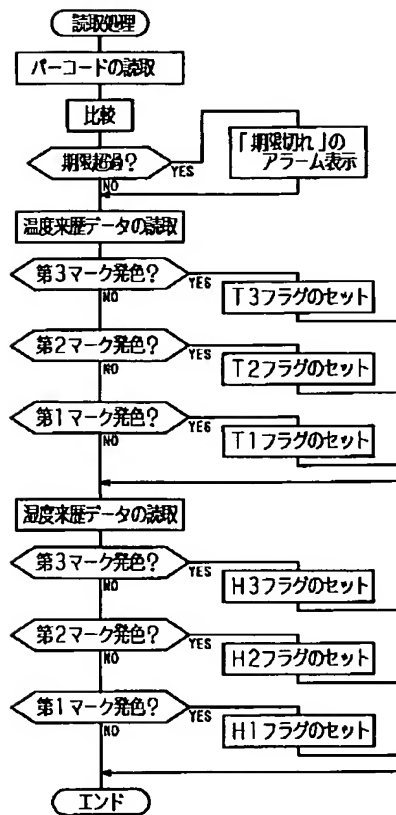 読取処理
バーコードの読取
比較
期限超過?
YES
「期限切れ」の
アラーム表示
NO
温度来歴データの読取
第3マーク発色?
YES
T3フラグのセット
NO
第2マーク発色?
YES
T2フラグのセット
NO
第1マーク発色?
YES
T1フラグのセット
NO
湿度来歴データの読取
第3マーク発色?
YES
H3フラグのセット
NO
第2マーク発色?
YES
H2フラグのセット
NO
第1マーク発色?
YES
H1フラグのセット
NO
エンド